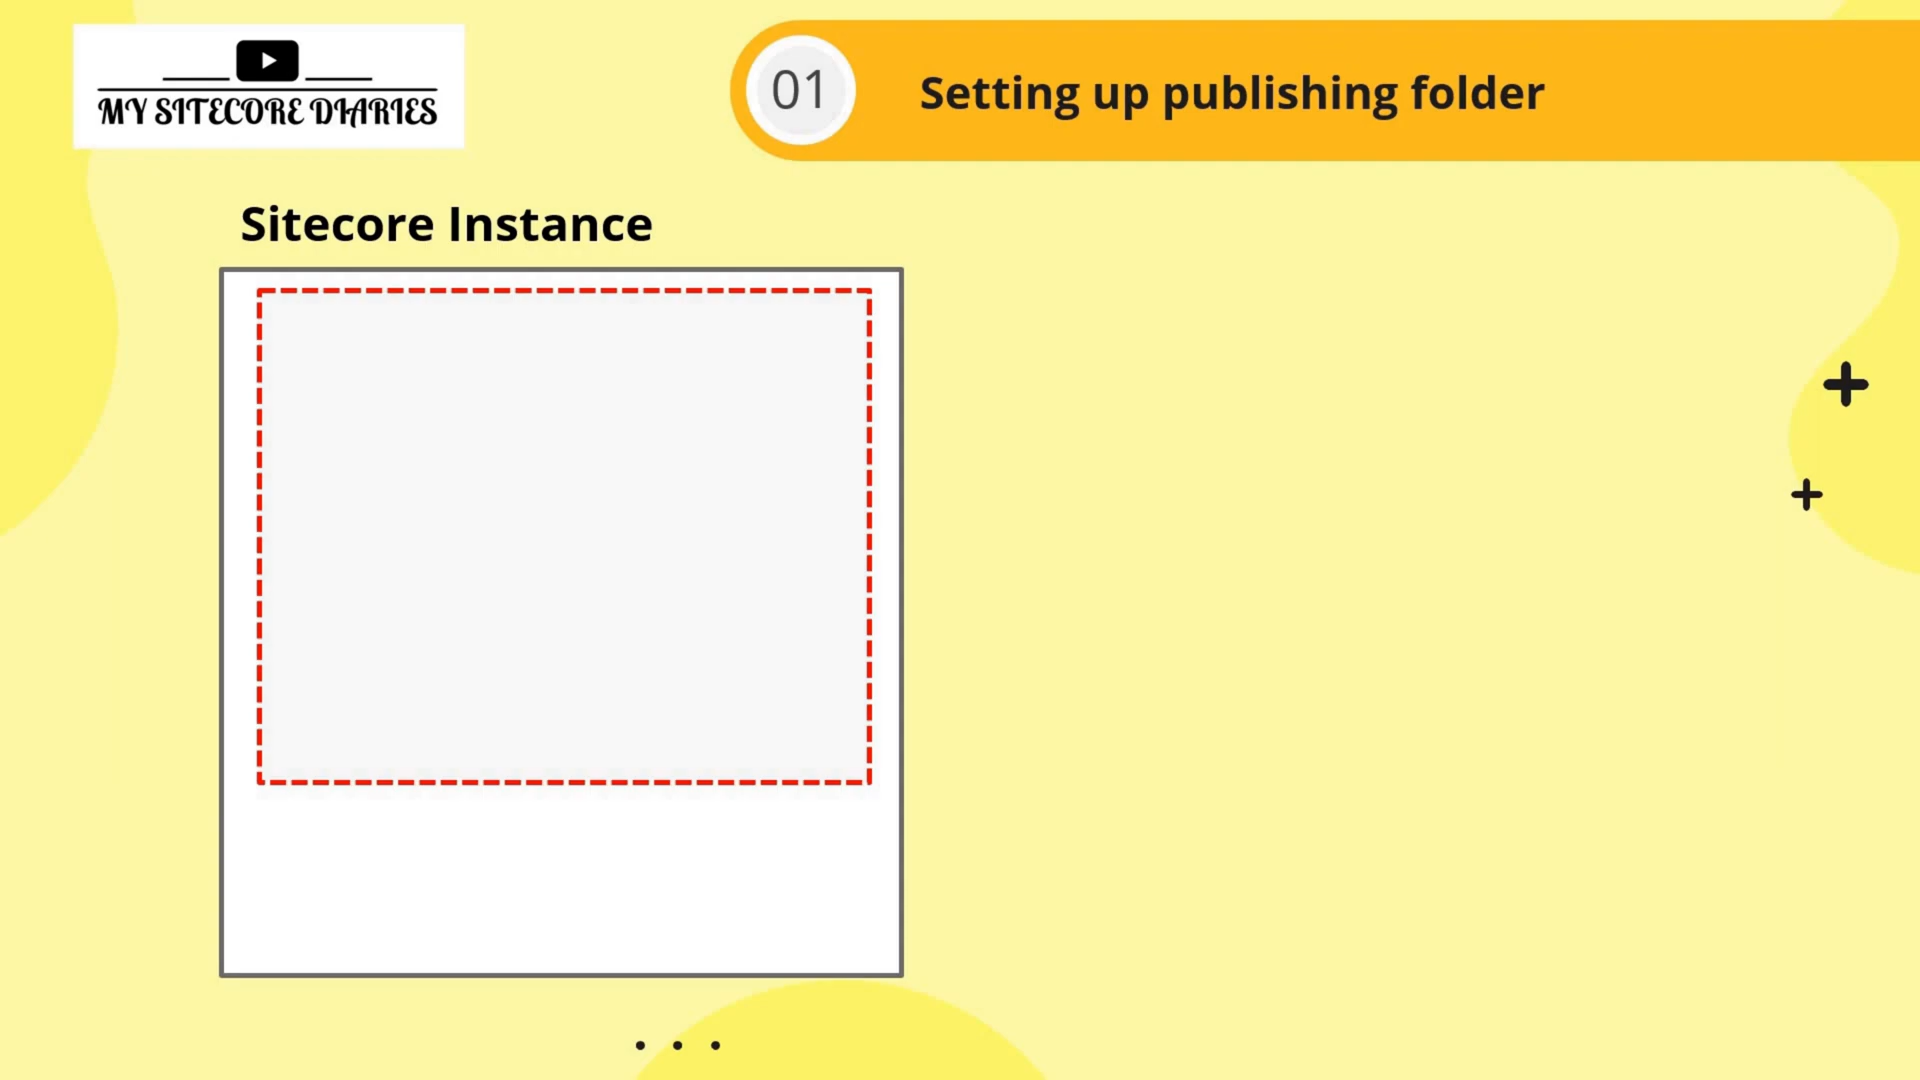 MY SITECORE DIARIES
01
Setting up publishing folder
Sitecore Instance